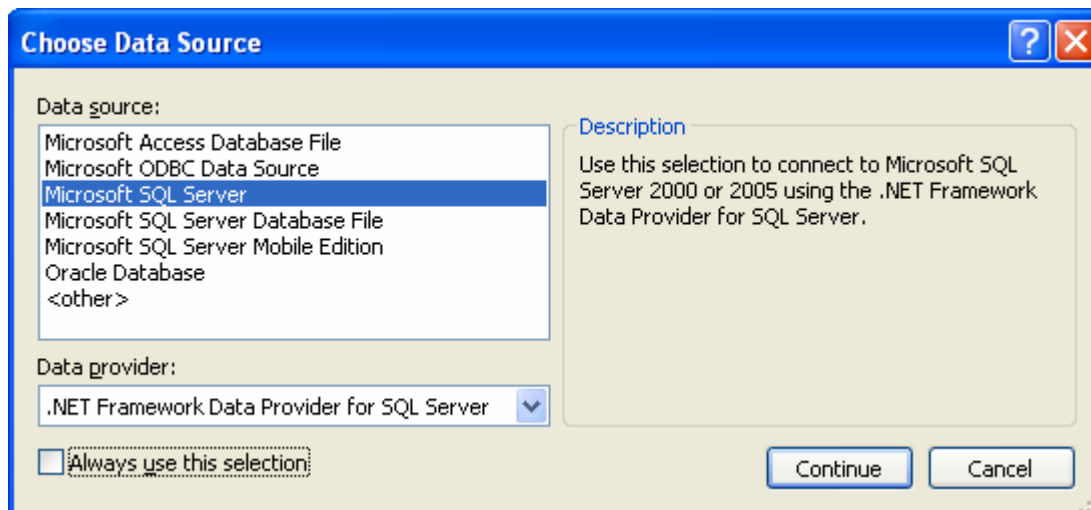 Choose Data Source
Data source:
Microsoft Access Database File
Microsoft ODBC Data Source
Microsoft SQL Server
Microsoft SQL Server Database File
Microsoft SQL Server Mobile Edition
Oracle Database
<other>
Data provider:
.NET Framework Data Provider for SQL Server
Always use this selection
Description
Use this selection to connect to Microsoft SQL
Server 2000 or 2005 using the .NET Framework
Data Provider for SQL Server.
Continue
Cancel